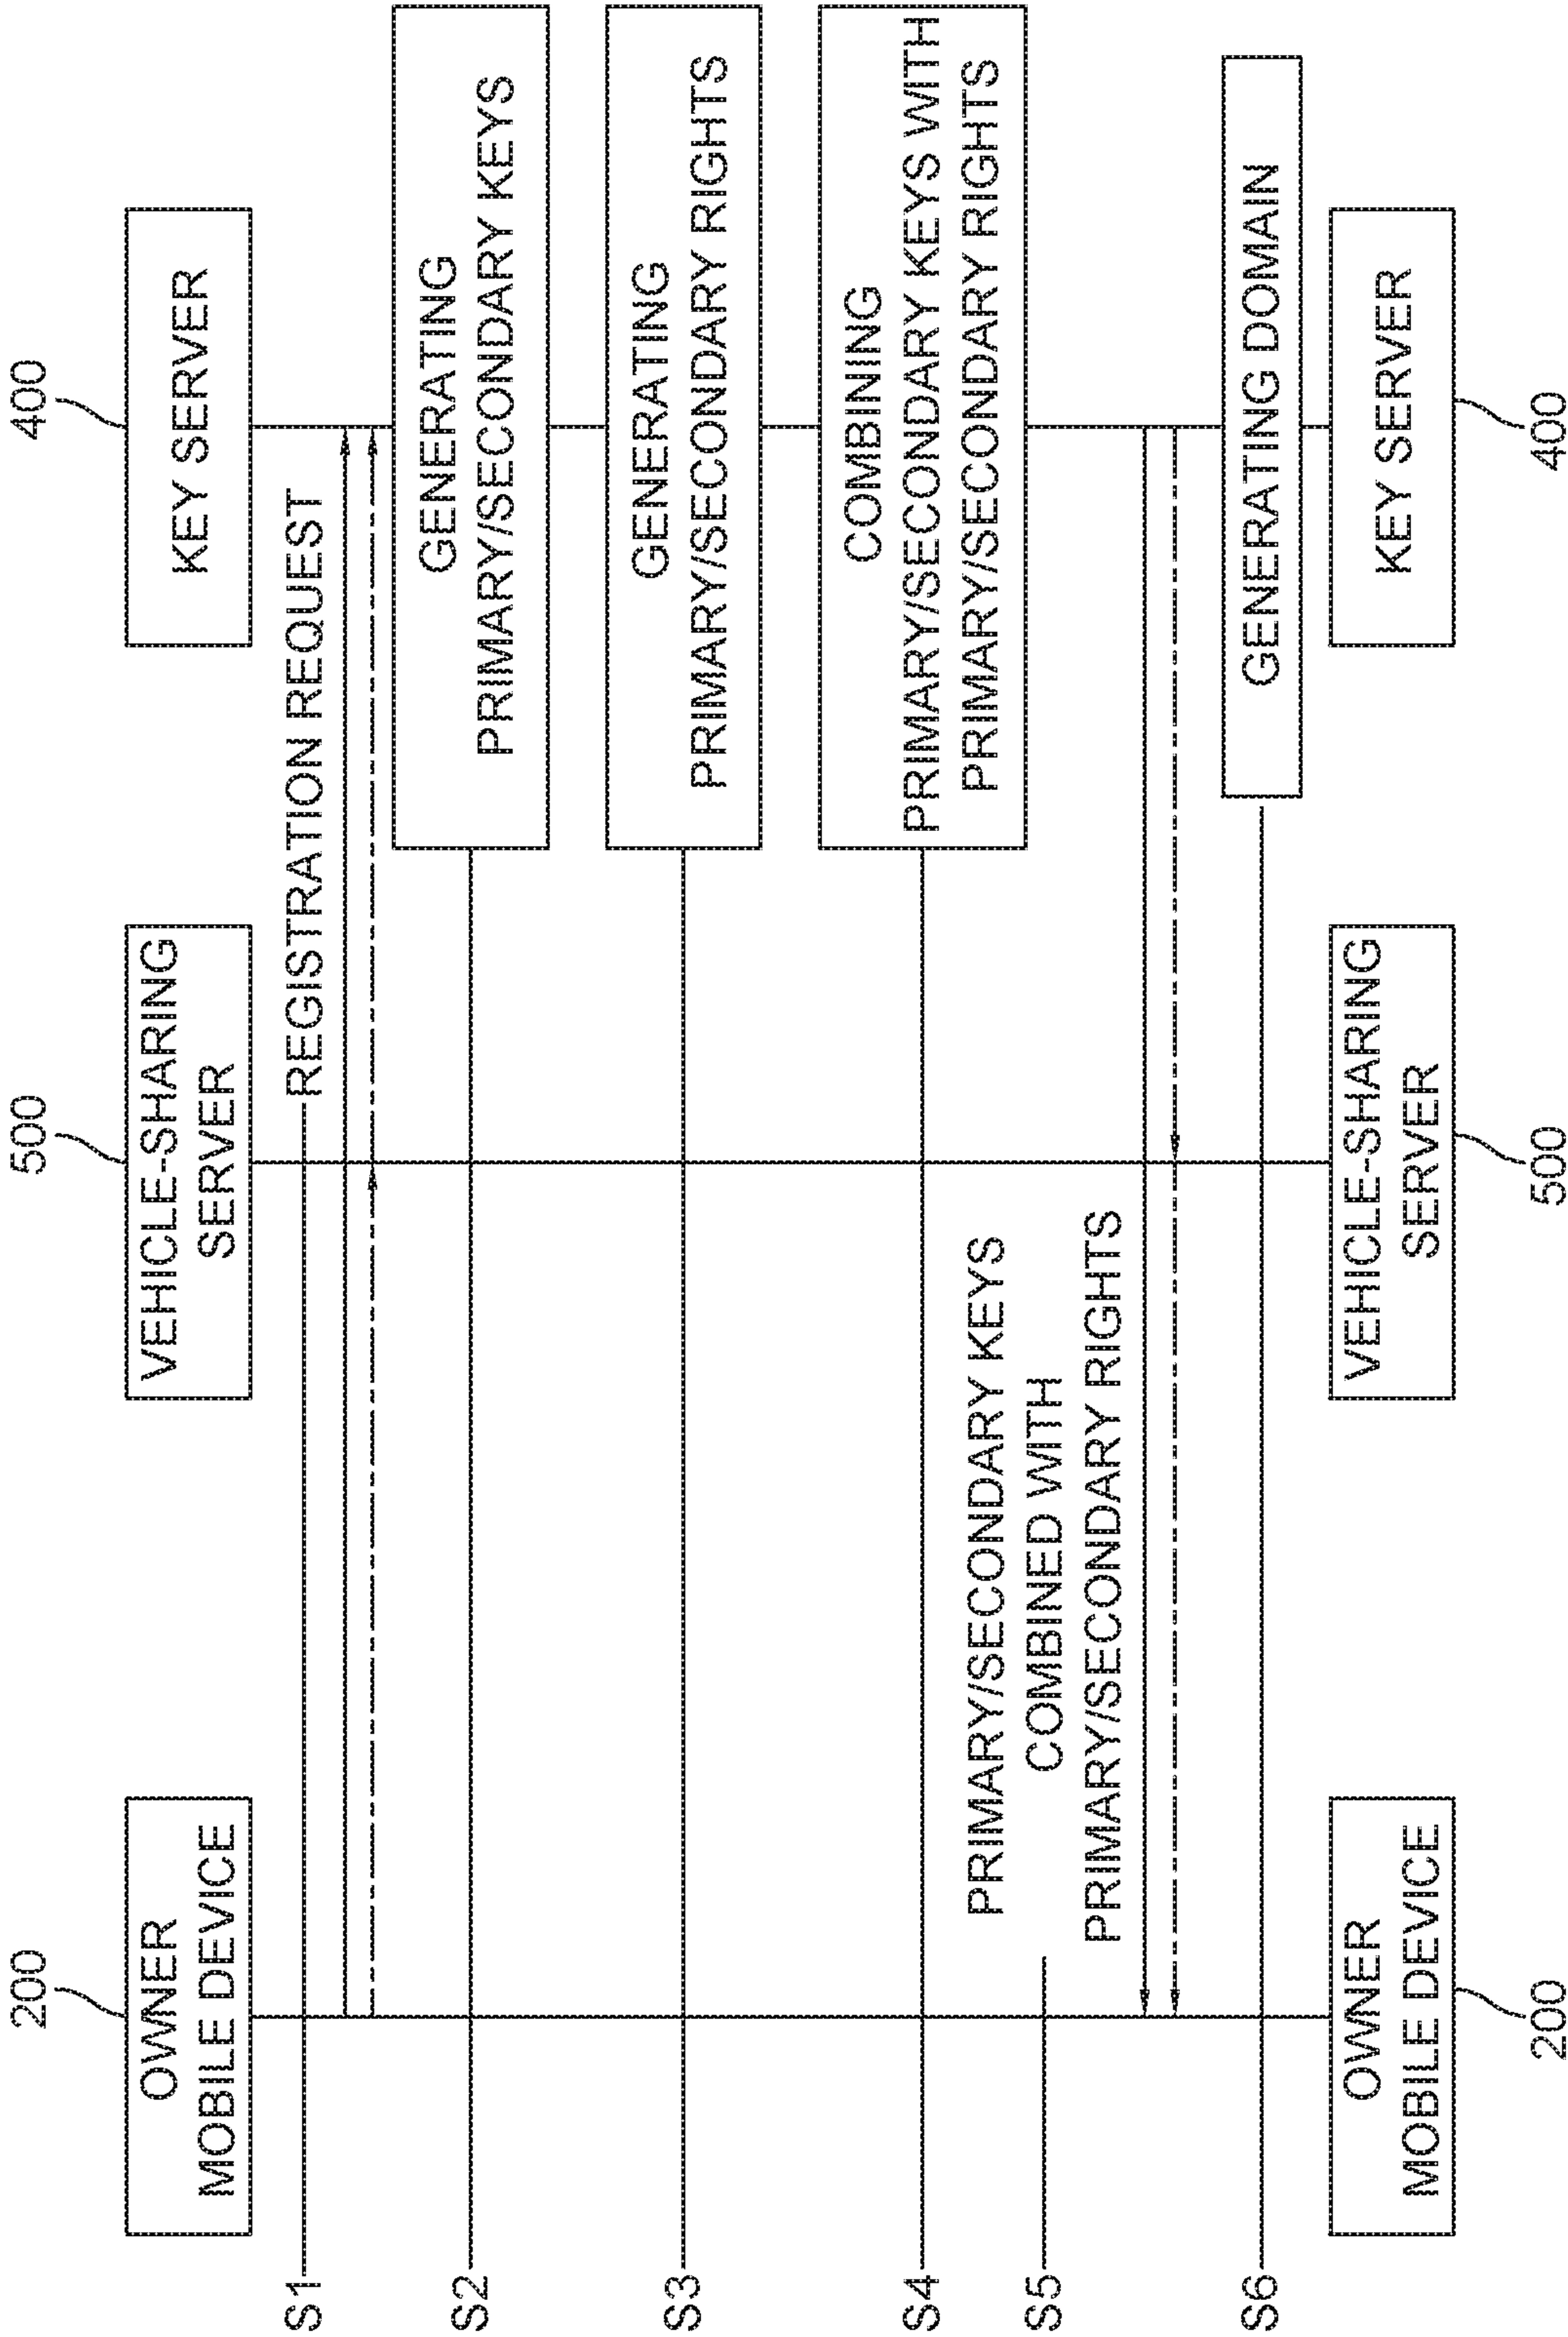 200
500
400
OWNER
MOBILE DEVICE
VEHICLE-SHARING
SERVER
KEY SERVER
S1
REGISTRATION REQUEST
S2
GENERATING
PRIMARY/SECONDARY KEYS
S3
GENERATING
PRIMARY/SECONDARY RIGHTS
S4
COMBINING
PRIMARY/SECONDARY KEYS WITH
PRIMARY/SECONDARY RIGHTS
S5
PRIMARY/SECONDARY KEYS
COMBINED WITH
PRIMARY/SECONDARY RIGHTS
S6
GENERATING DOMAIN
OWNER
MOBILE DEVICE
VEHICLE-SHARING
SERVER
KEY SERVER
200
500
400